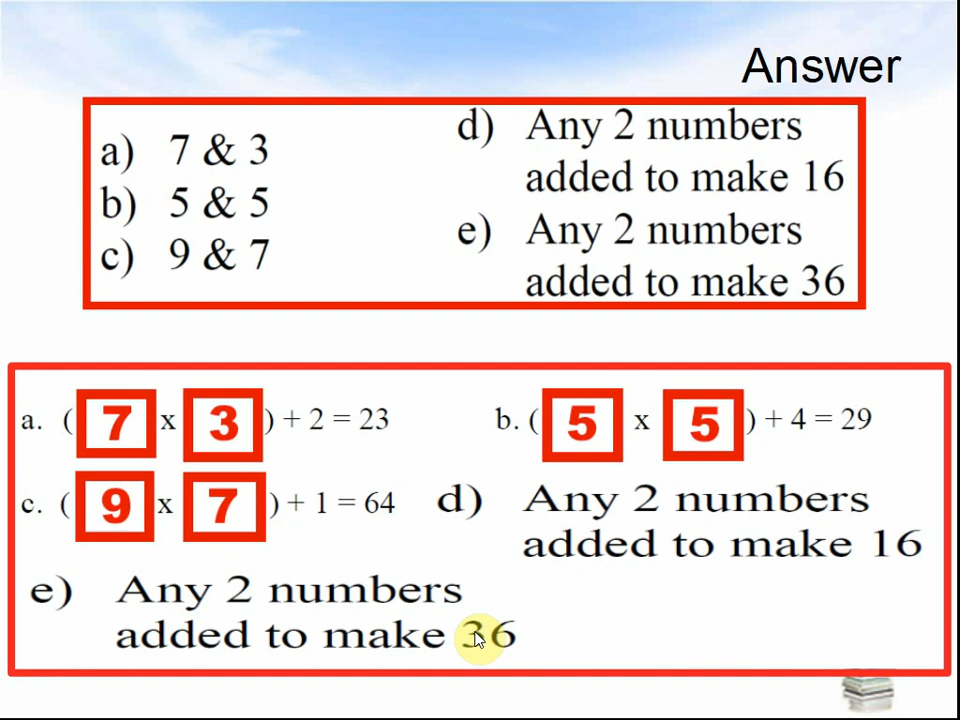 Answer
a) 7 & 3
b) 5 & 5
c) 9 & 7
d) Any 2 numbers
added to make 16
e) Any 2 numbers
added to make 36
a. ( 7 x 3 ) + 2 = 23
b. ( 5 x 5 ) + 4 = 29
c. ( 9 x 7 ) + 1 = 64
d) Any 2 numbers
added to make 16
e) Any 2 numbers
added to make 36